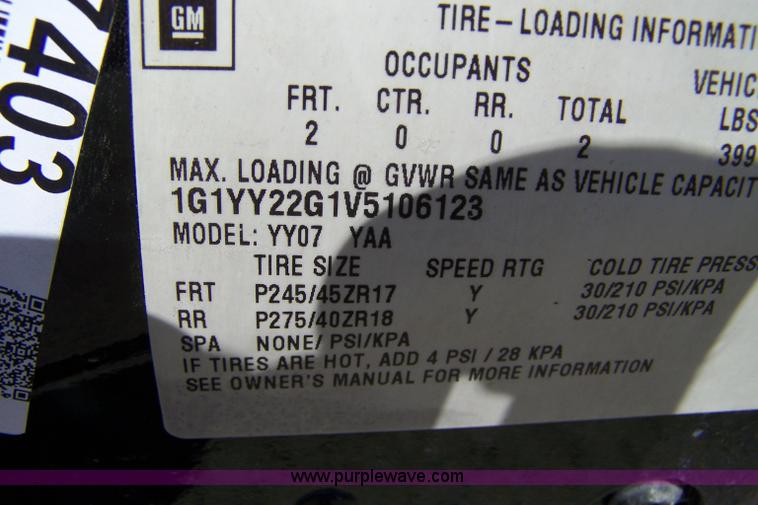 7403
GM
TIRE-LOADING INFORMATI
OCCUPANTS VEHIC
FRT. CTR. RR. TOTAL LBS
2 0 0 2 399
MAX. LOADING @ GVWR SAME AS VEHICLE CAPACIT
1G1YY22G1V5106123
MODEL: YY07 YAA
TIRE SIZE SPEED RTG COLD TIRE PRESS
FRT P245/45ZR17 Y 30/210 PSI/KPA
RR P275/40ZR18 Y 30/210 PSI/KPA
SPA NONE/ PSI/KPA
IF TIRES ARE HOT, ADD 4 PSI / 28 KPA
SEE OWNER'S MANUAL FOR MORE INFORMATION
www.purplewave.com